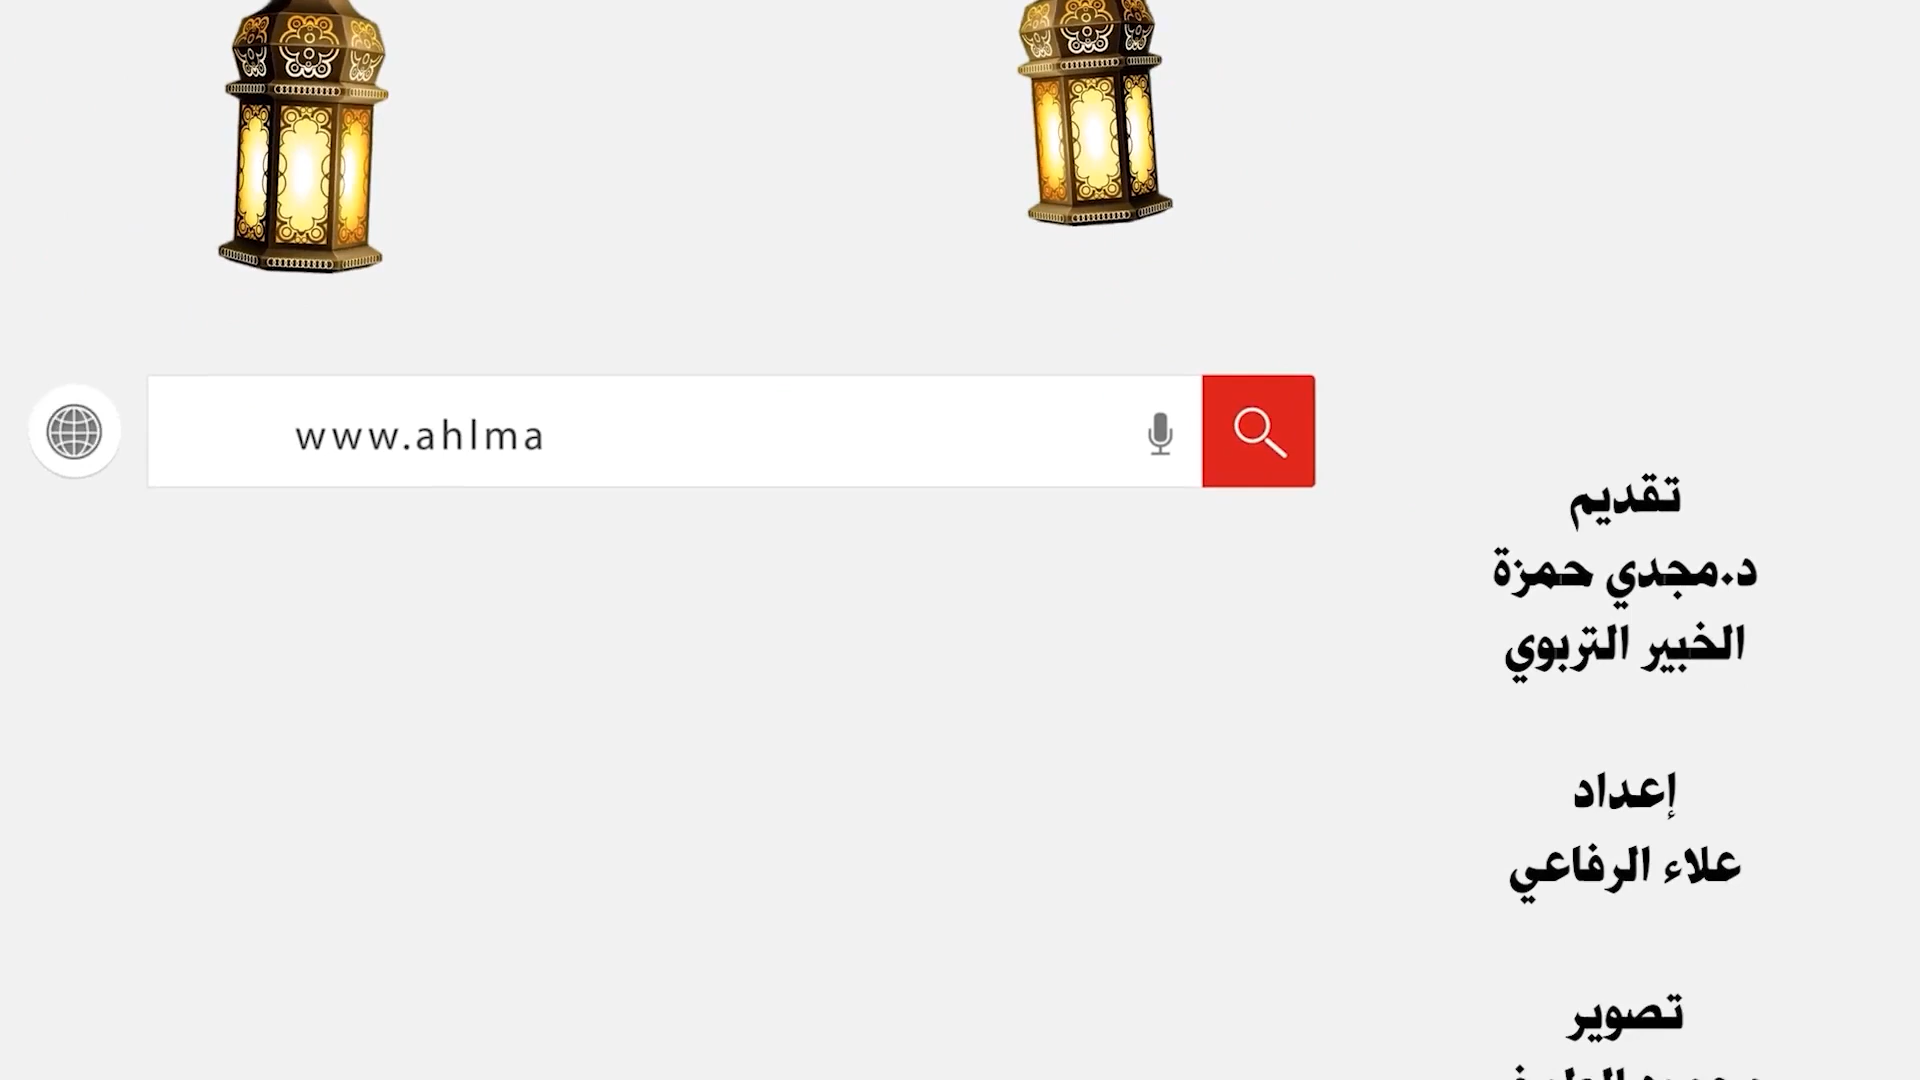 www.ahlma
تقديم
د.مجدي حمزة
الخبير التربوي
إعداد
علاء الرفاعي
تصوير